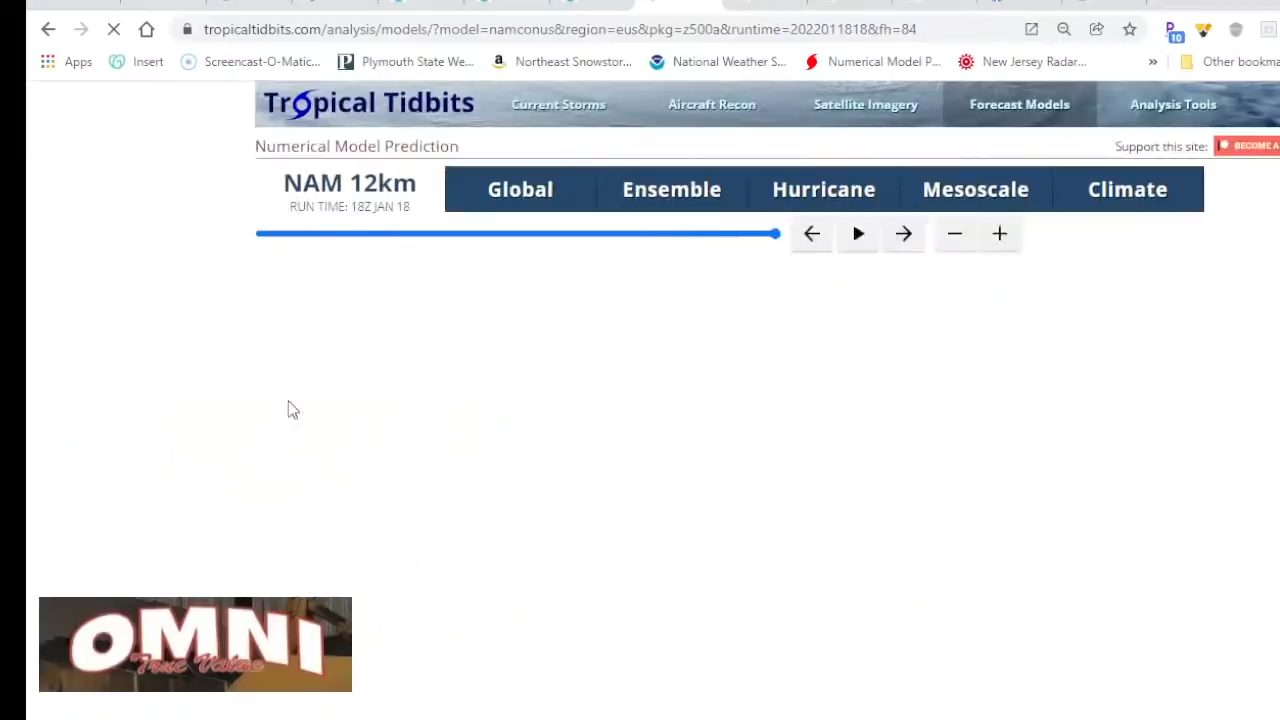 tropicaltidbits.com/analysis/models/?model=namconus&region=eus&pkg=z500a&runtime=2022011818&fh=84
10
Apps Insert Screencast-O-Matic... Plymouth State We... Northeast Snowstor... National Weather S... Numerical Model P... New Jersey Radar... » Other bookma
Tropical Tidbits Current Storms Aircraft Recon Satellite Imagery Forecast Models Analysis Tools
Numerical Model Prediction Support this site: BECOME A
NAM 12km Global Ensemble Hurricane Mesoscale Climate
RUN TIME: 18Z JAN 18
OMNI
True Value